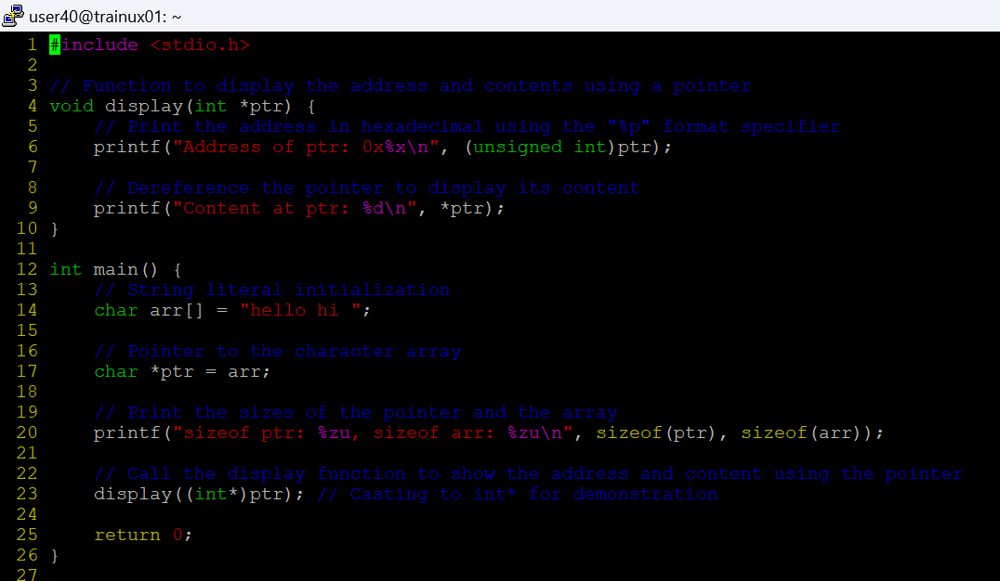 user40@trainux01: ~
1 #include <stdio.h>
2
3 // Function to display the address and contents using a pointer
4 void display(int *ptr) {
5     // Print the address in hexadecimal using the "%p" format specifier
6     printf("Address of ptr: 0x%x\n", (unsigned int)ptr);
7
8     // Dereference the pointer to display its content
9     printf("Content at ptr: %d\n", *ptr);
10 }
11
12 int main() {
13     // String literal initialization
14     char arr[] = "hello hi ";
15
16     // Pointer to the character array
17     char *ptr = arr;
18
19     // Print the sizes of the pointer and the array
20     printf("sizeof ptr: %zu, sizeof arr: %zu\n", sizeof(ptr), sizeof(arr));
21
22     // Call the display function to show the address and content using the pointer
23     display((int*)ptr); // Casting to int* for demonstration
24
25     return 0;
26 }
27